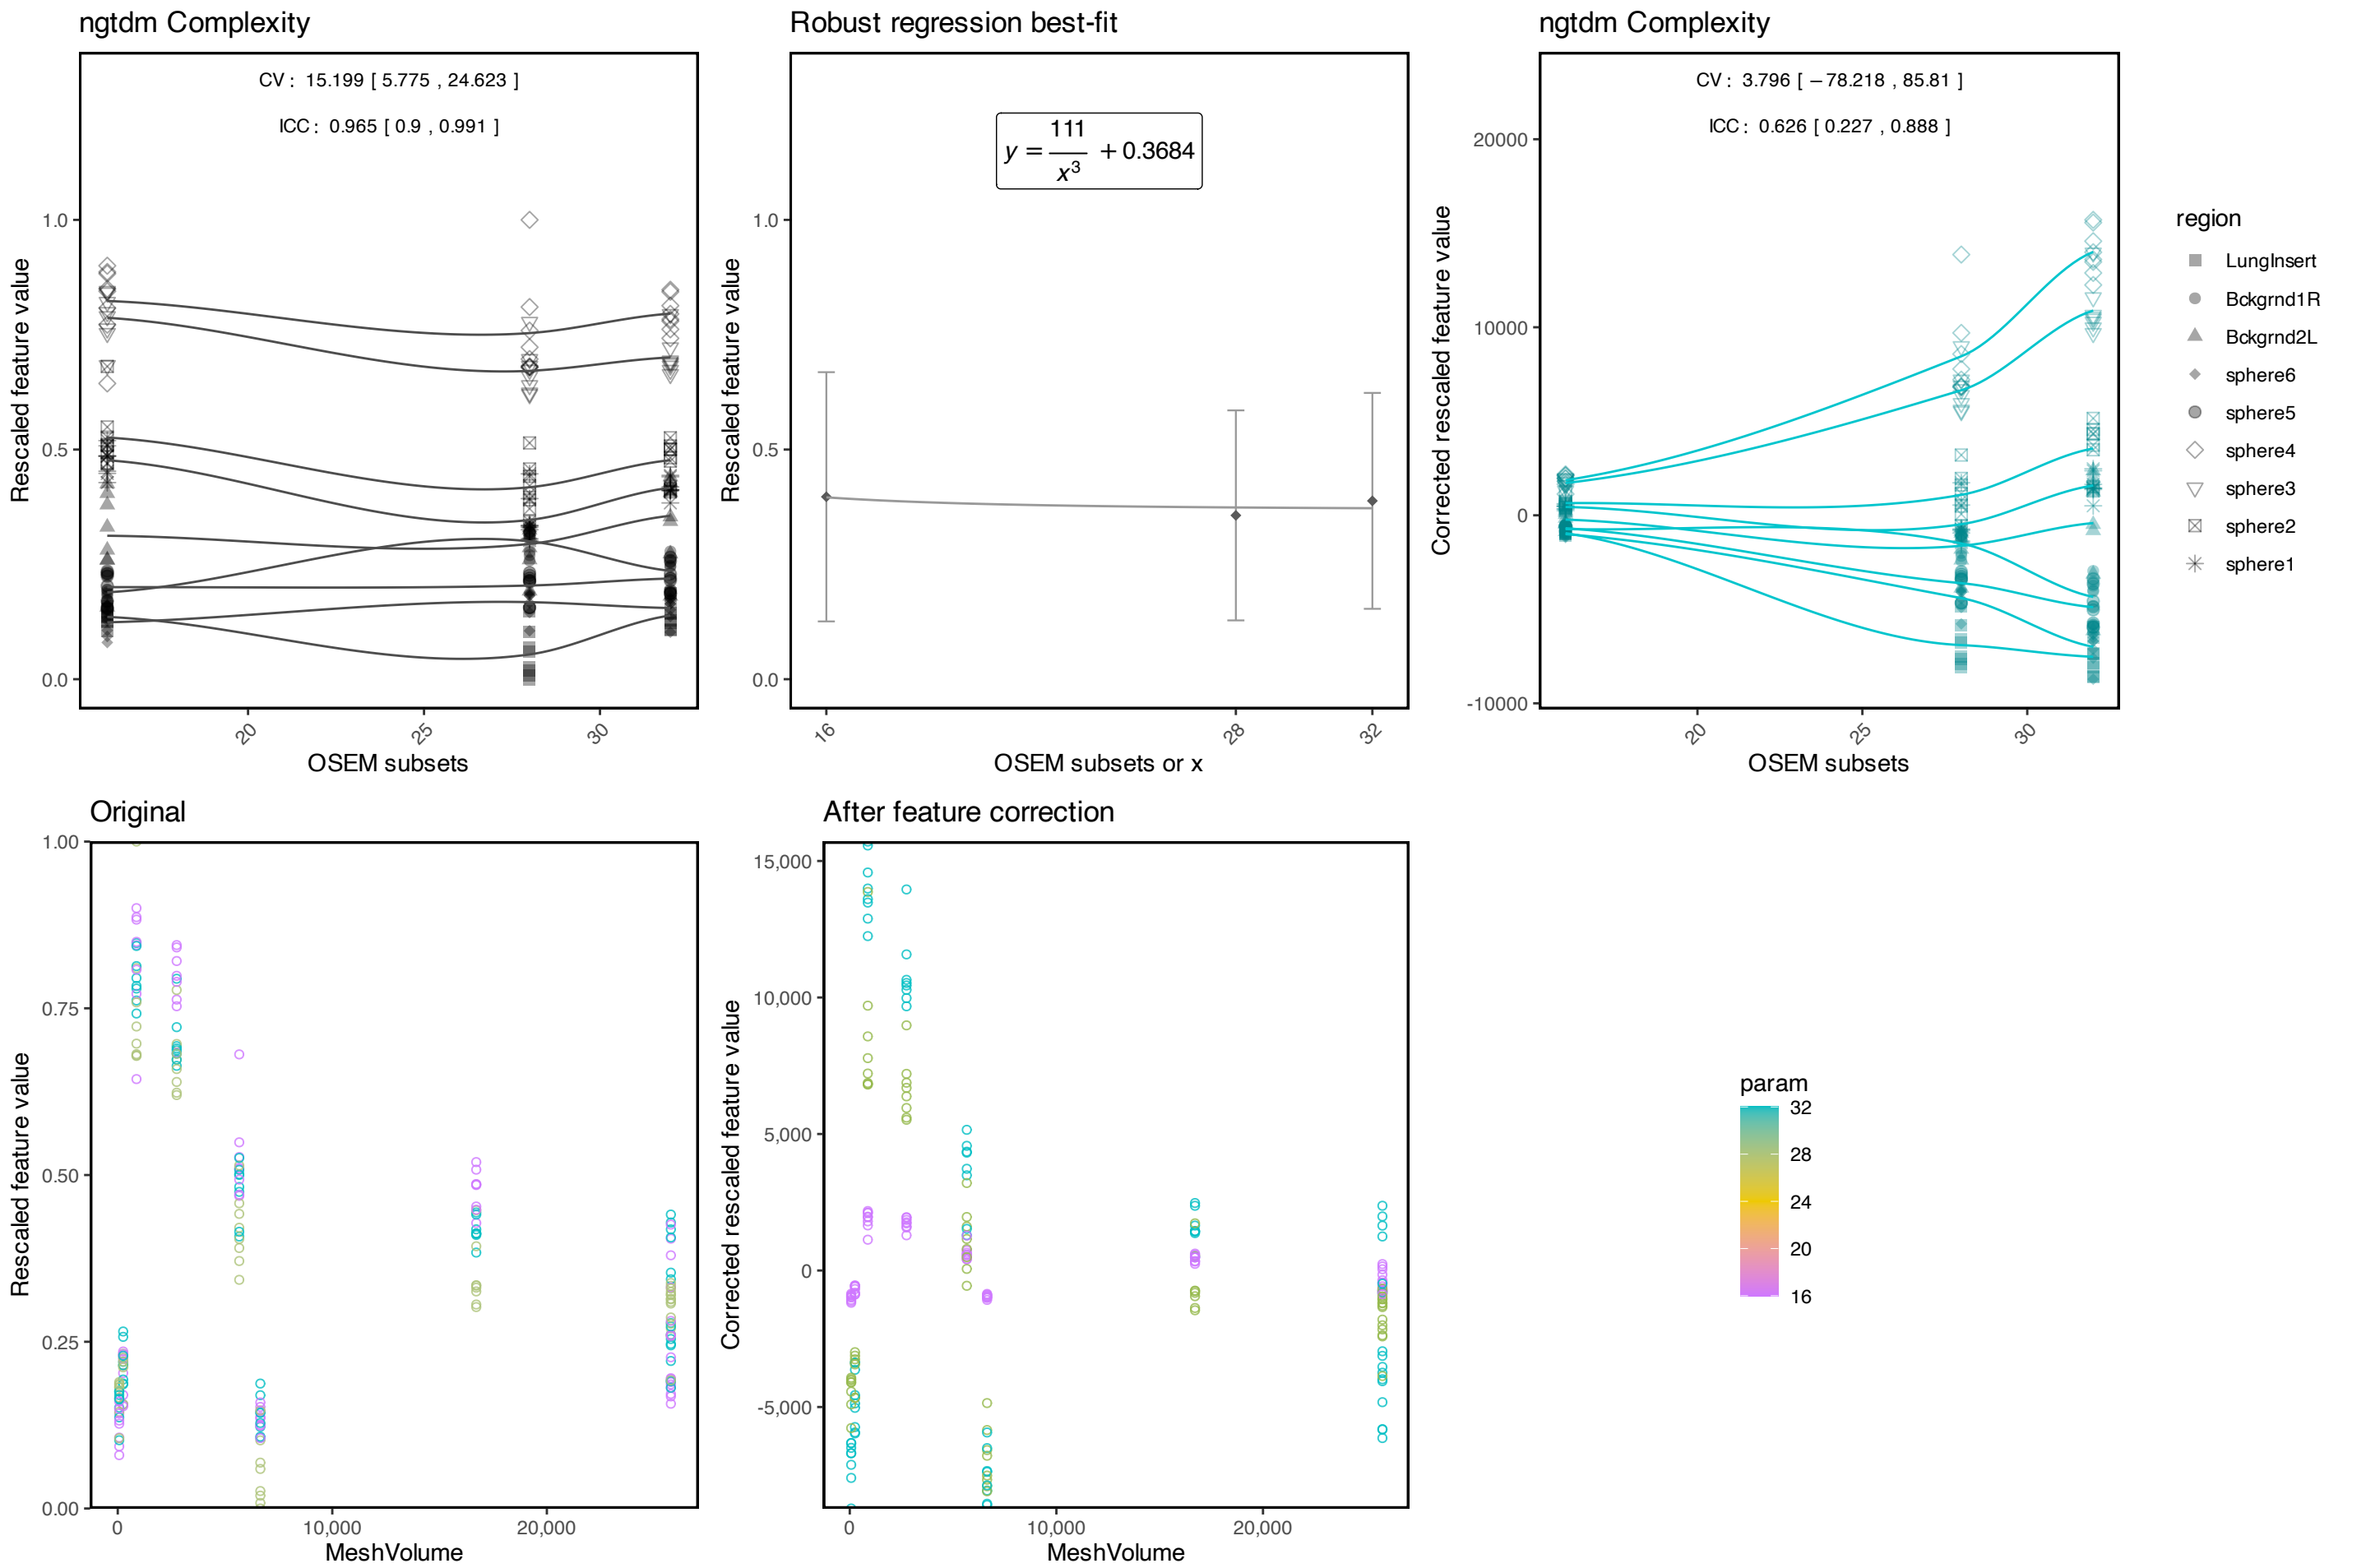 ngtdm Complexity
CV : 15.199 [ 5.775 , 24.623 ]
ICC : 0.965 [ 0.9 , 0.991 ]
Rescaled feature value
1.0
0.5
0.0
20
25
30
OSEM subsets
Robust regression best-fit
y = 111 / x³ + 0.3684
Rescaled feature value
1.0
0.5
0.0
16
28
32
OSEM subsets or x
ngtdm Complexity
CV : 3.796 [ −78.218 , 85.81 ]
ICC : 0.626 [ 0.227 , 0.888 ]
Corrected rescaled feature value
20000
10000
0
-10000
20
25
30
OSEM subsets
region
LungInsert
Bckgrnd1R
Bckgrnd2L
sphere6
sphere5
sphere4
sphere3
sphere2
sphere1
Original
Rescaled feature value
1.00
0.75
0.50
0.25
0.00
0
10,000
20,000
MeshVolume
After feature correction
Corrected rescaled feature value
15,000
10,000
5,000
0
-5,000
0
10,000
20,000
MeshVolume
param
32
28
24
20
16